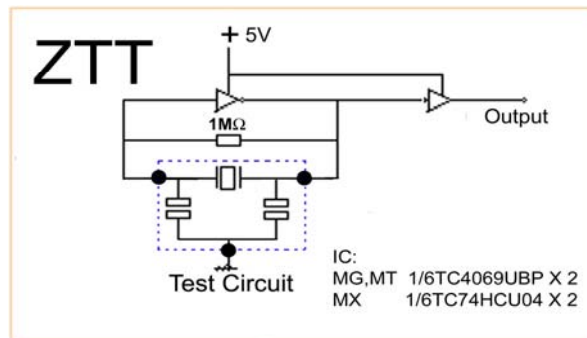 ZTT
+ 5V
1MΩ
Output
Test Circuit
IC:
MG,MT 1/6TC4069UBP X 2
MX 1/6TC74HCU04 X 2